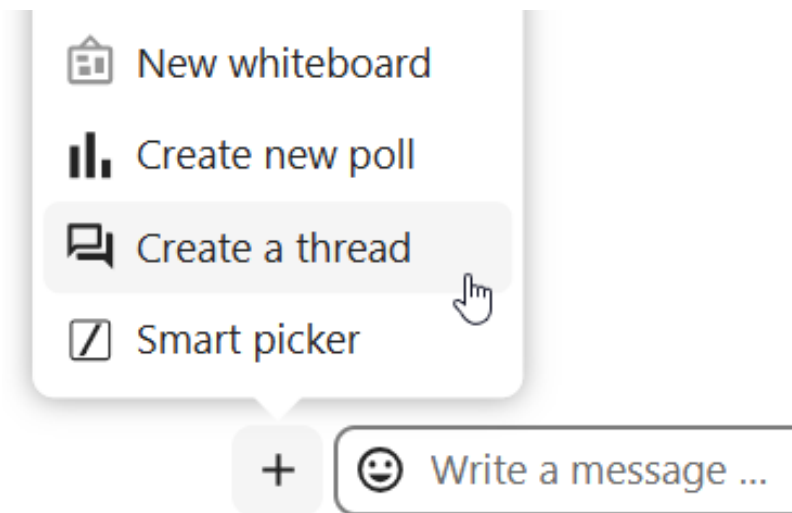 New whiteboard
Create new poll
Create a thread
Smart picker
Write a message ...